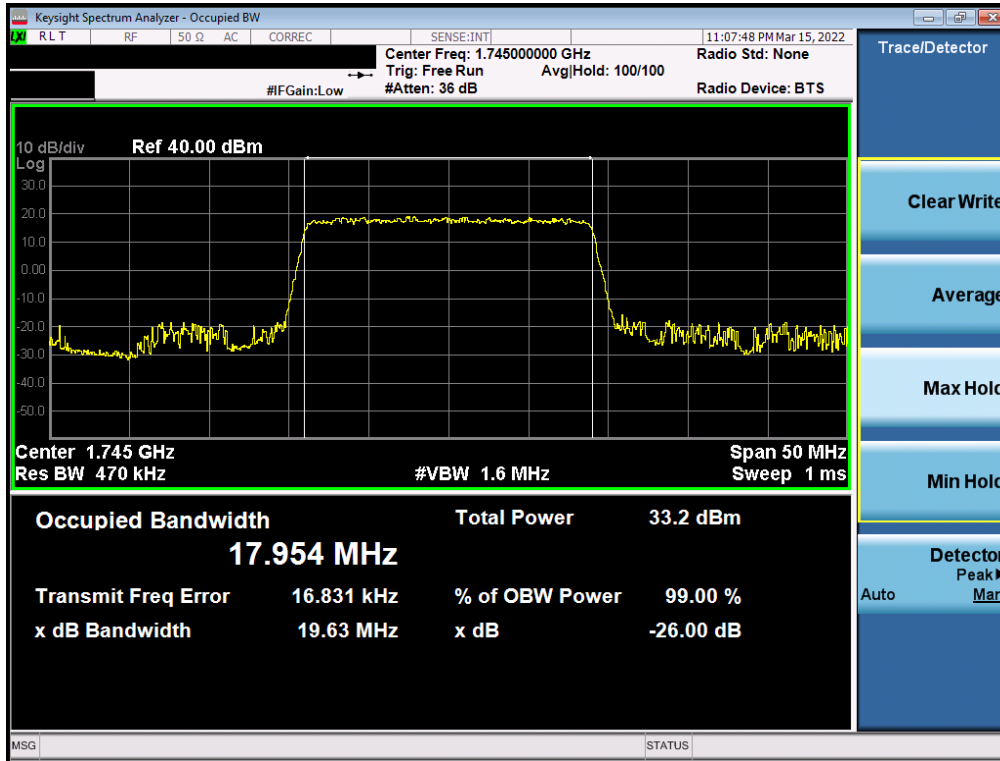 Keysight Spectrum Analyzer - Occupied BW
LXI RLT RF 50 Ω AC CORREC SENSE:INT 11:07:48 PM Mar 15, 2022
Center Freq: 1.745000000 GHz Radio Std: None
Trig: Free Run Avg|Hold: 100/100
#IFGain:Low #Atten: 36 dB Radio Device: BTS
10 dB/div Ref 40.00 dBm
Log
30.0
20.0
10.0
0.00
-10.0
-20.0
-30.0
-40.0
-50.0
Center 1.745 GHz Span 50 MHz
Res BW 470 kHz #VBW 1.6 MHz Sweep 1 ms
Occupied Bandwidth Total Power 33.2 dBm
17.954 MHz
Transmit Freq Error 16.831 kHz % of OBW Power 99.00 %
x dB Bandwidth 19.63 MHz x dB -26.00 dB
MSG STATUS
Trace/Detector
Clear Write
Average
Max Hold
Min Hold
Detector
Peak
Auto Man